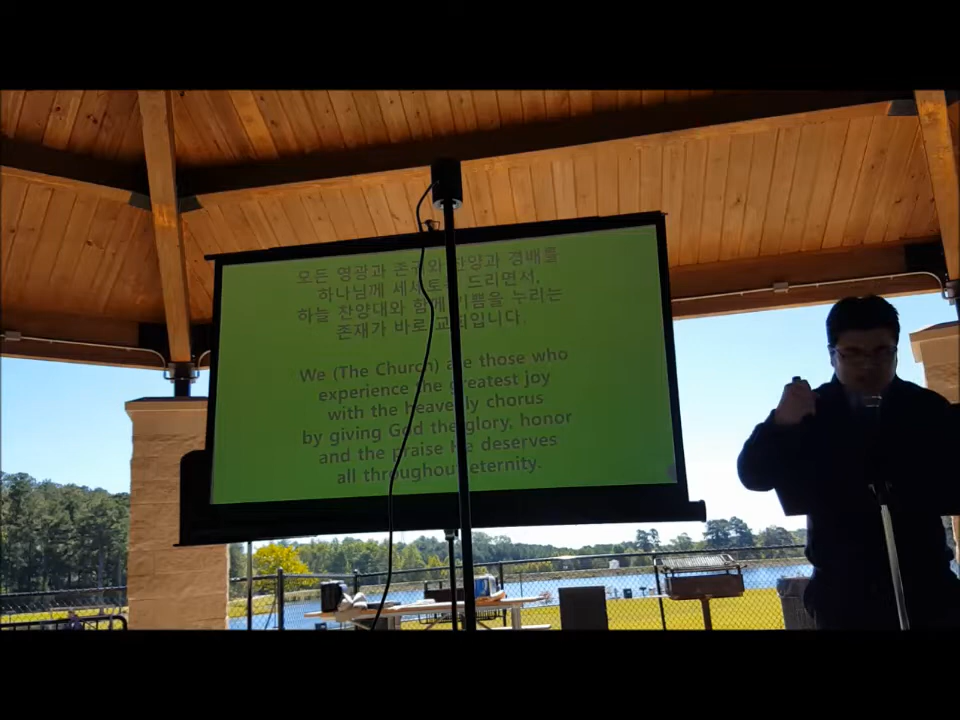 모든 영광과 존귀와 찬양과 경배를
하나님께 세세토록 드리면서,
하늘 찬양대와 함께 기쁨을 누리는
존재가 바로 교회입니다.
We (The Church) are those who
experience the greatest joy
with the heavenly chorus
by giving God the glory, honor
and the praise He deserves
all throughout eternity.